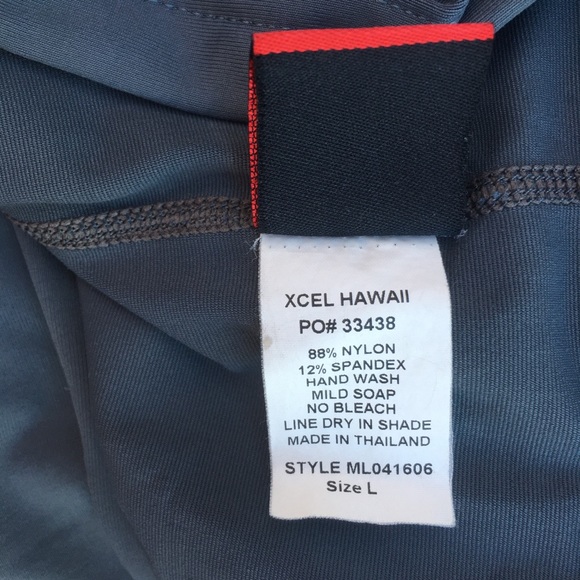 XCEL HAWAII
PO# 33438
88% NYLON
12% SPANDEX
HAND WASH
MILD SOAP
NO BLEACH
LINE DRY IN SHADE
MADE IN THAILAND
STYLE ML041606
Size L